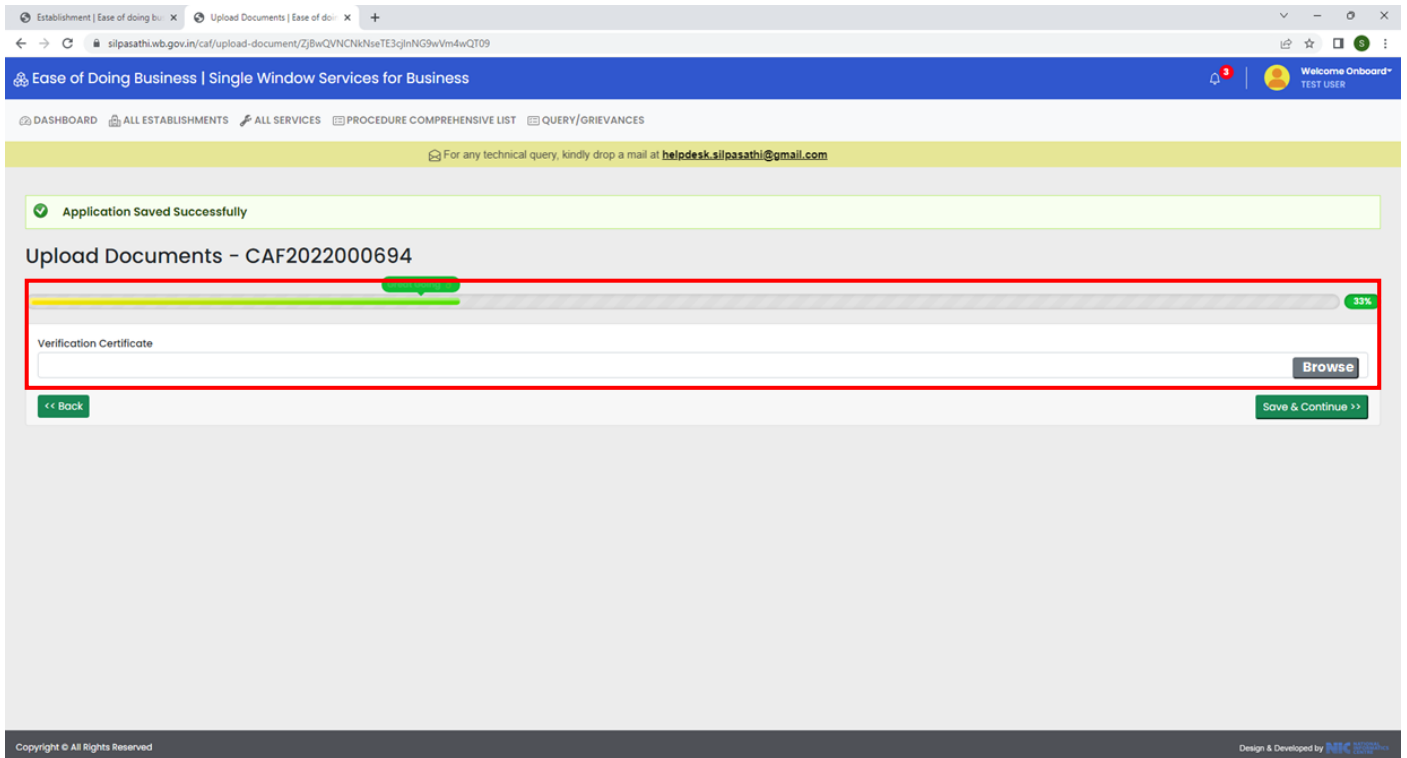 Establishment | Ease of doing bu
Upload Documents | Ease of doi
silpasathi.wb.gov.in/caf/upload-document/ZjBwQVNCNkNseTE3cjlnNG9wVm4wQT09
S
Ease of Doing Business | Single Window Services for Business
3
Welcome Onboard
TEST USER
DASHBOARD ALL ESTABLISHMENTS ALL SERVICES PROCEDURE COMPREHENSIVE LIST QUERY/GRIEVANCES
For any technical query, kindly drop a mail at helpdesk.silpasathi@gmail.com
Application Saved Successfully
Upload Documents - CAF2022000694
33%
Verification Certificate
Browse
<< Back
Save & Continue >>
Copyright © All Rights Reserved
Design & Developed by NIC